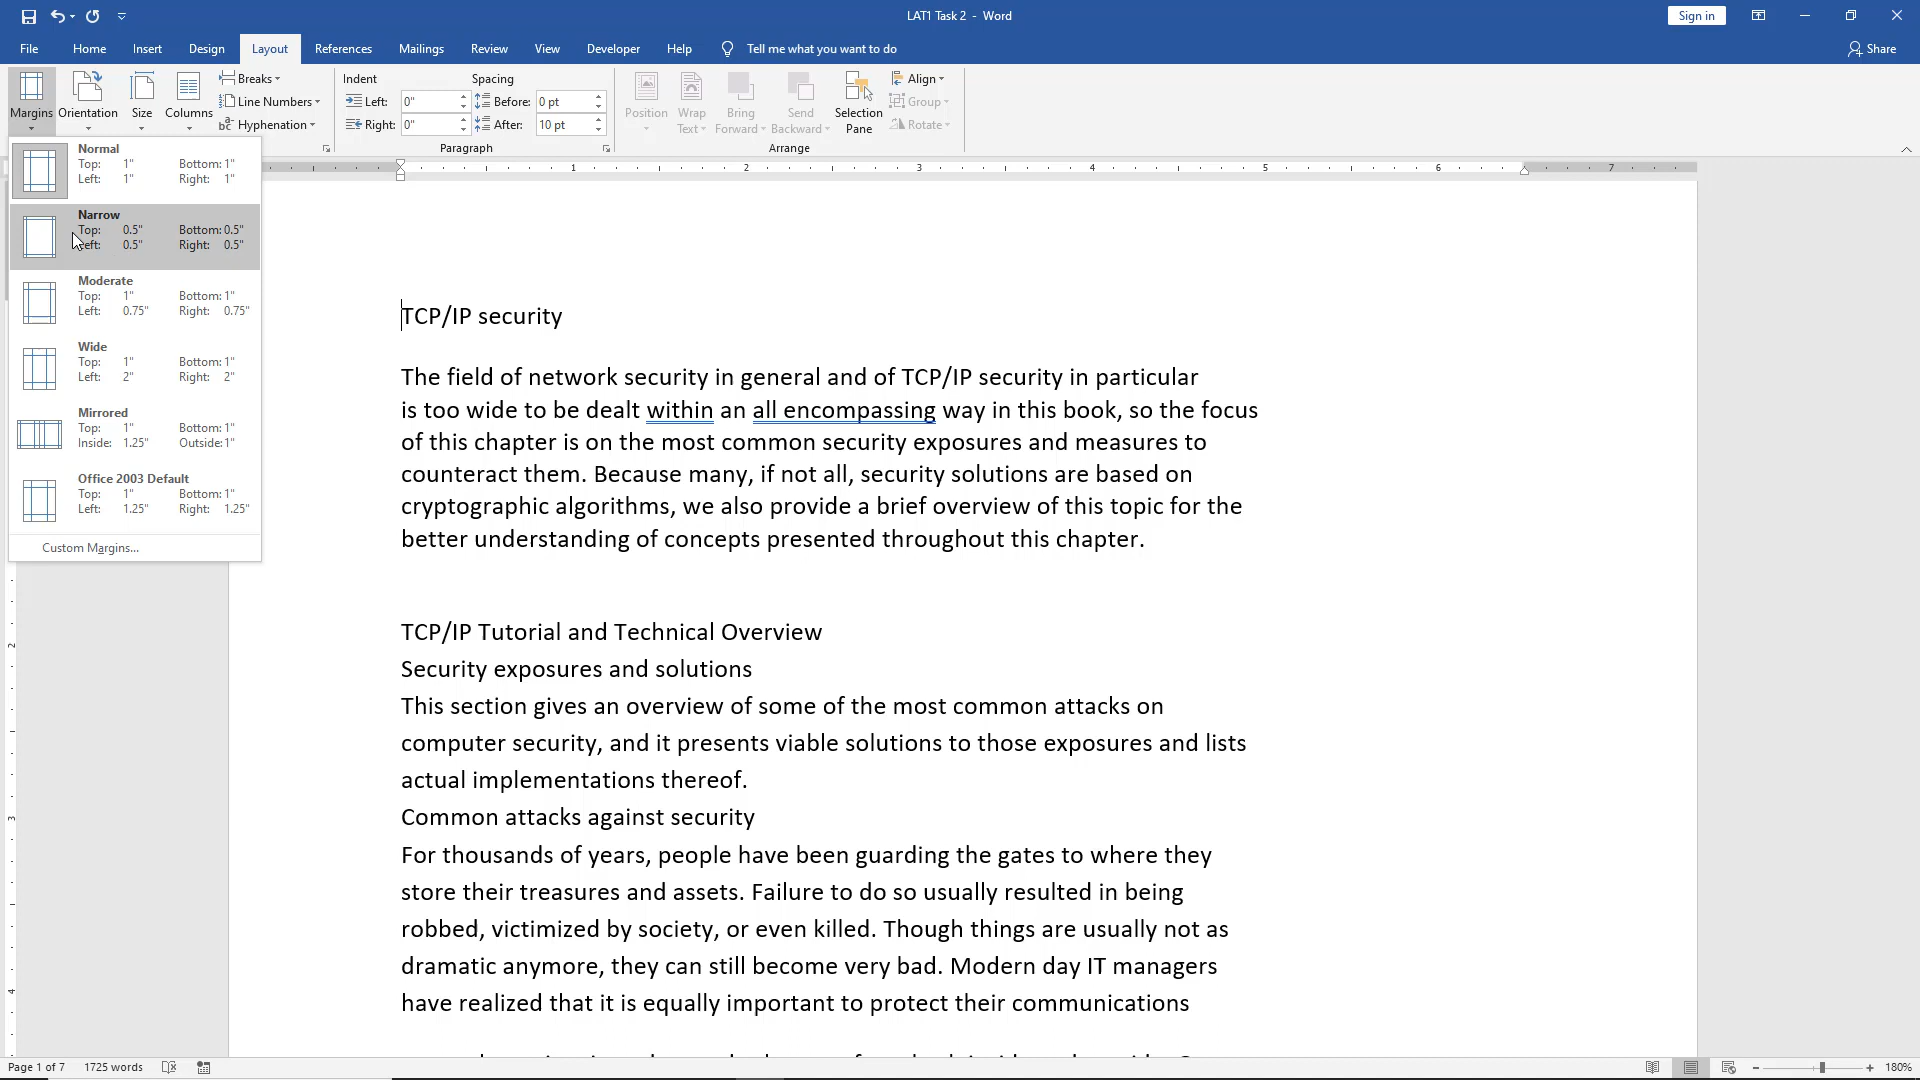 LAT1 Task 2 - Word
Sign in
File Home Insert Design Layout References Mailings Review View Developer Help Tell me what you want to do Share
Margins Orientation Size Columns
Breaks
Line Numbers
Hyphenation
Indent Spacing
Left: 0" Before: 0 pt
Right: 0" After: 10 pt
Paragraph
Position Wrap Text Bring Forward Send Backward Selection Pane
Align
Group
Rotate
Arrange
Normal
Top: 1" Bottom: 1"
Left: 1" Right: 1"
Narrow
Top: 0.5" Bottom: 0.5"
Left: 0.5" Right: 0.5"
Moderate
Top: 1" Bottom: 1"
Left: 0.75" Right: 0.75"
Wide
Top: 1" Bottom: 1"
Left: 2" Right: 2"
Mirrored
Top: 1" Bottom: 1"
Inside: 1.25" Outside: 1"
Office 2003 Default
Top: 1" Bottom: 1"
Left: 1.25" Right: 1.25"
Custom Margins...
1 2 3 4 5 6 7
2
3
4
TCP/IP security
The field of network security in general and of TCP/IP security in particular
is too wide to be dealt within an all encompassing way in this book, so the focus
of this chapter is on the most common security exposures and measures to
counteract them. Because many, if not all, security solutions are based on
cryptographic algorithms, we also provide a brief overview of this topic for the
better understanding of concepts presented throughout this chapter.
TCP/IP Tutorial and Technical Overview
Security exposures and solutions
This section gives an overview of some of the most common attacks on
computer security, and it presents viable solutions to those exposures and lists
actual implementations thereof.
Common attacks against security
For thousands of years, people have been guarding the gates to where they
store their treasures and assets. Failure to do so usually resulted in being
robbed, victimized by society, or even killed. Though things are usually not as
dramatic anymore, they can still become very bad. Modern day IT managers
have realized that it is equally important to protect their communications
Page 1 of 7 1725 words 180%